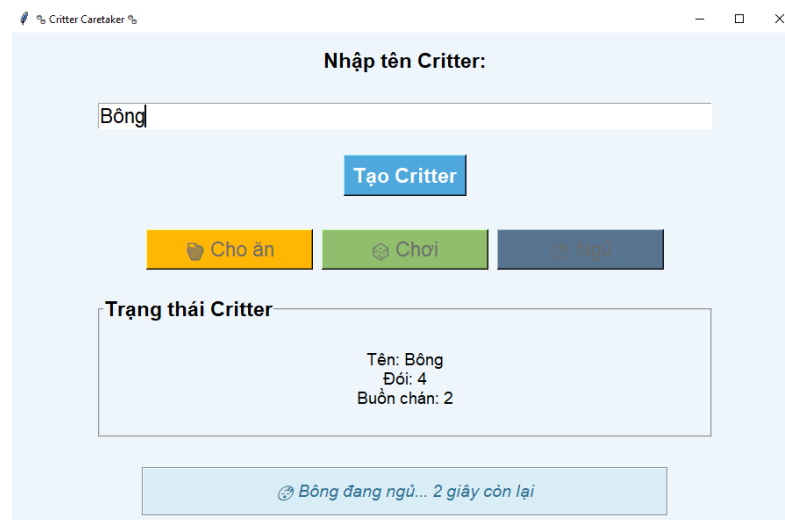 Critter Caretaker
Nhập tên Critter:
Bông
Tạo Critter
Cho ăn
Chơi
Ngủ
Trạng thái Critter
Tên: Bông
Đói: 4
Buồn chán: 2
Bông đang ngủ... 2 giây còn lại